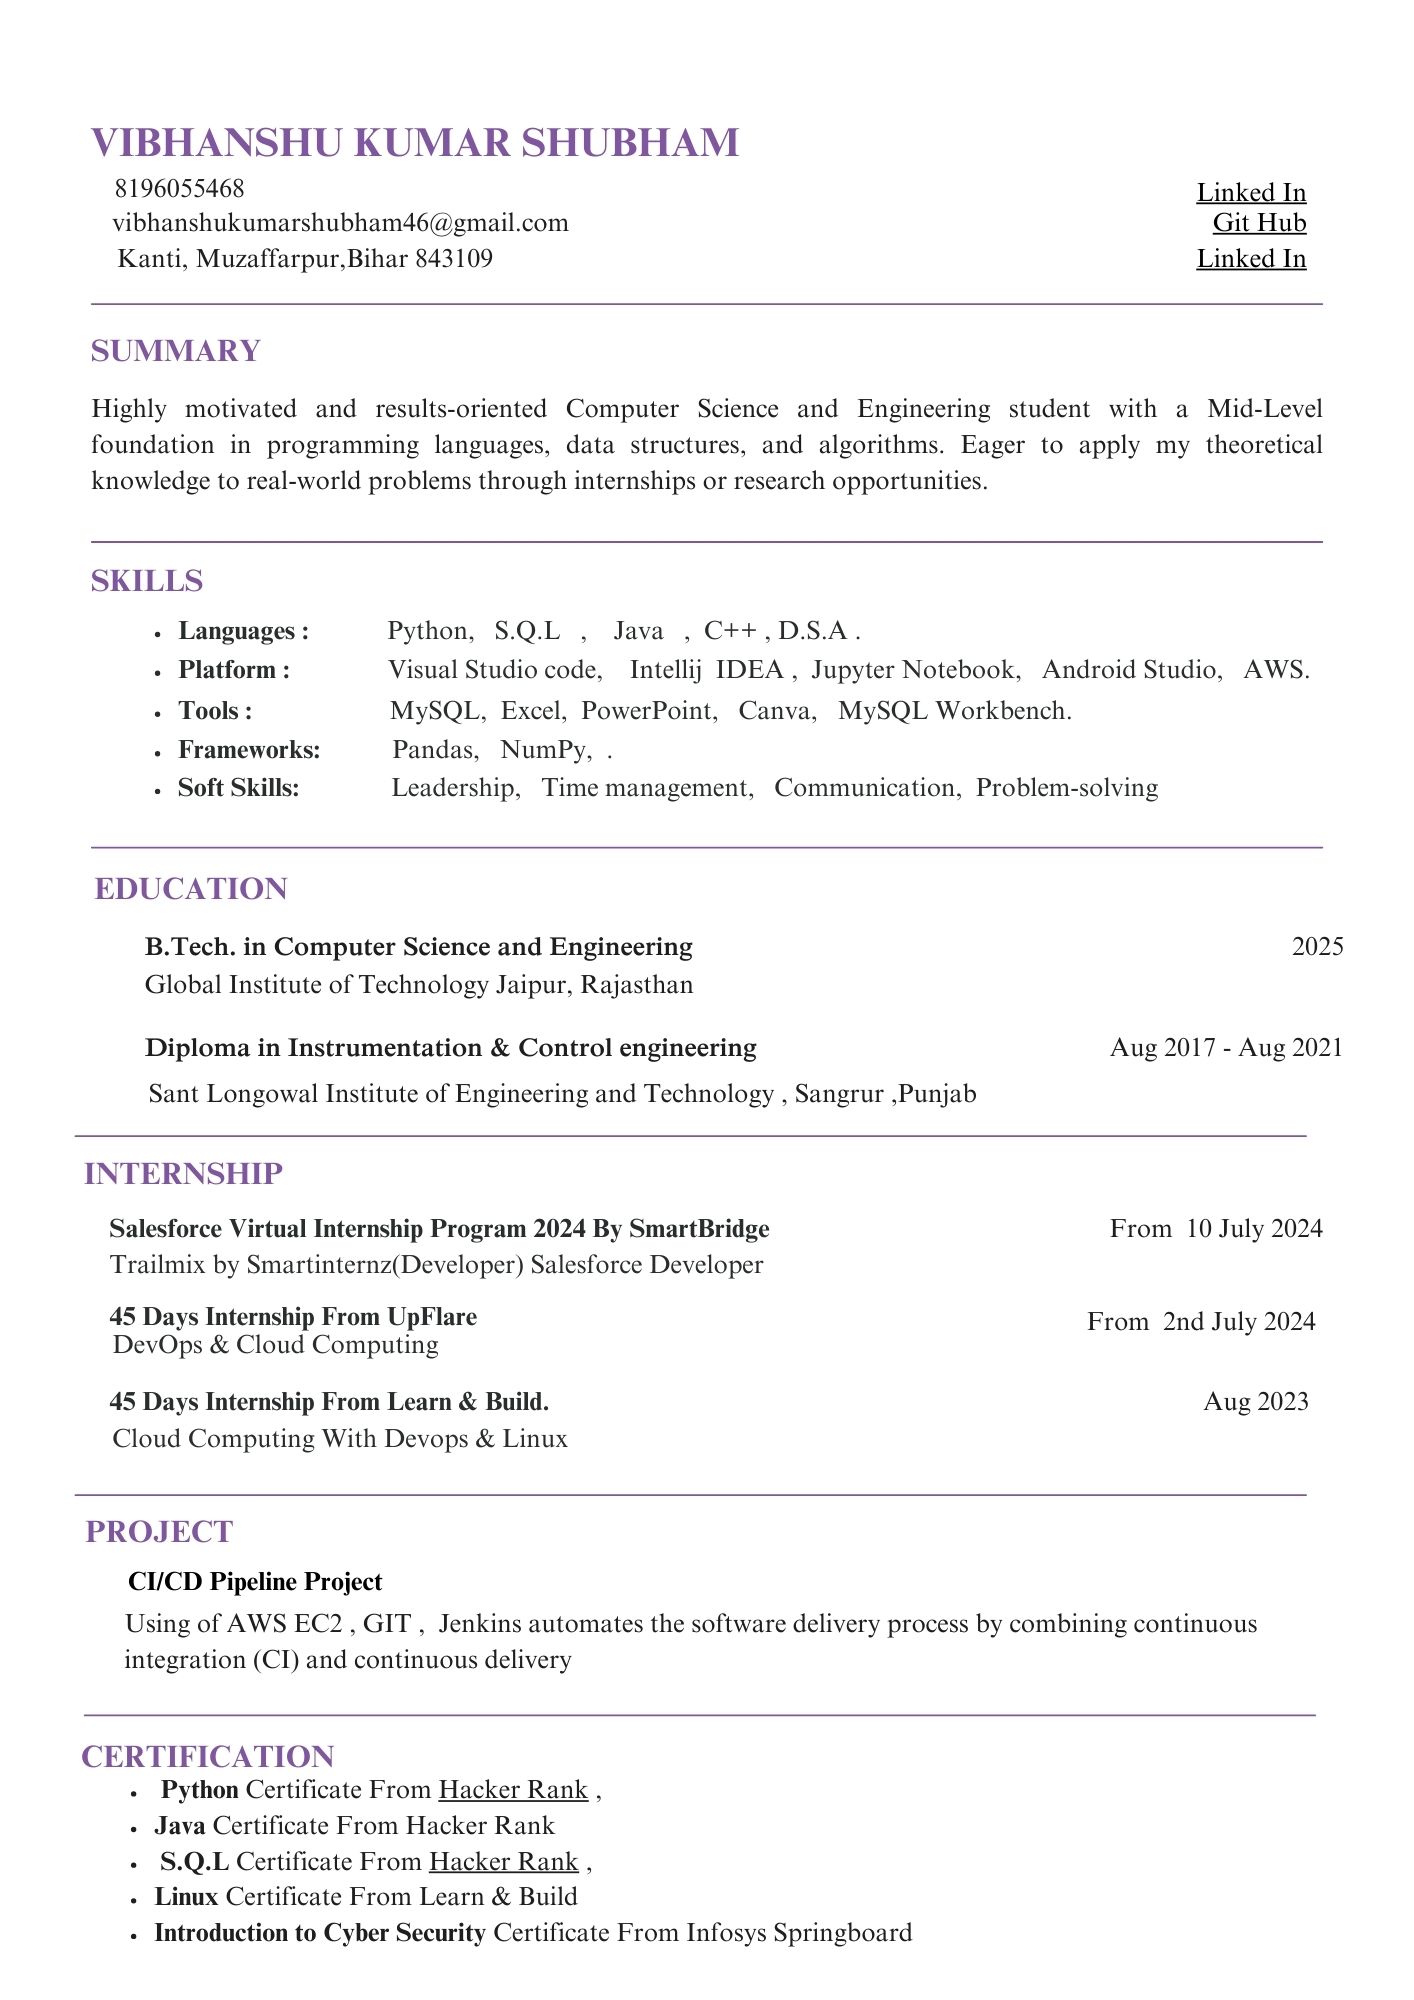 VIBHANSHU KUMAR SHUBHAM
8196055468 Linked In
vibhanshukumarshubham46@gmail.com Git Hub
Kanti, Muzaffarpur,Bihar 843109 Linked In
SUMMARY
Highly motivated and results-oriented Computer Science and Engineering student with a Mid-Level
foundation in programming languages, data structures, and algorithms. Eager to apply my theoretical
knowledge to real-world problems through internships or research opportunities.
SKILLS
• Languages : Python, S.Q.L , Java , C++ , D.S.A .
• Platform : Visual Studio code, Intellij IDEA , Jupyter Notebook, Android Studio, AWS.
• Tools : MySQL, Excel, PowerPoint, Canva, MySQL Workbench.
• Frameworks: Pandas, NumPy, .
• Soft Skills: Leadership, Time management, Communication, Problem-solving
EDUCATION
B.Tech. in Computer Science and Engineering 2025
Global Institute of Technology Jaipur, Rajasthan
Diploma in Instrumentation & Control engineering Aug 2017 - Aug 2021
Sant Longowal Institute of Engineering and Technology , Sangrur ,Punjab
INTERNSHIP
Salesforce Virtual Internship Program 2024 By SmartBridge From 10 July 2024
Trailmix by Smartinternz(Developer) Salesforce Developer
45 Days Internship From UpFlare From 2nd July 2024
DevOps & Cloud Computing
45 Days Internship From Learn & Build. Aug 2023
Cloud Computing With Devops & Linux
PROJECT
CI/CD Pipeline Project
Using of AWS EC2 , GIT , Jenkins automates the software delivery process by combining continuous
integration (CI) and continuous delivery
CERTIFICATION
• Python Certificate From Hacker Rank ,
• Java Certificate From Hacker Rank
• S.Q.L Certificate From Hacker Rank ,
• Linux Certificate From Learn & Build
• Introduction to Cyber Security Certificate From Infosys Springboard